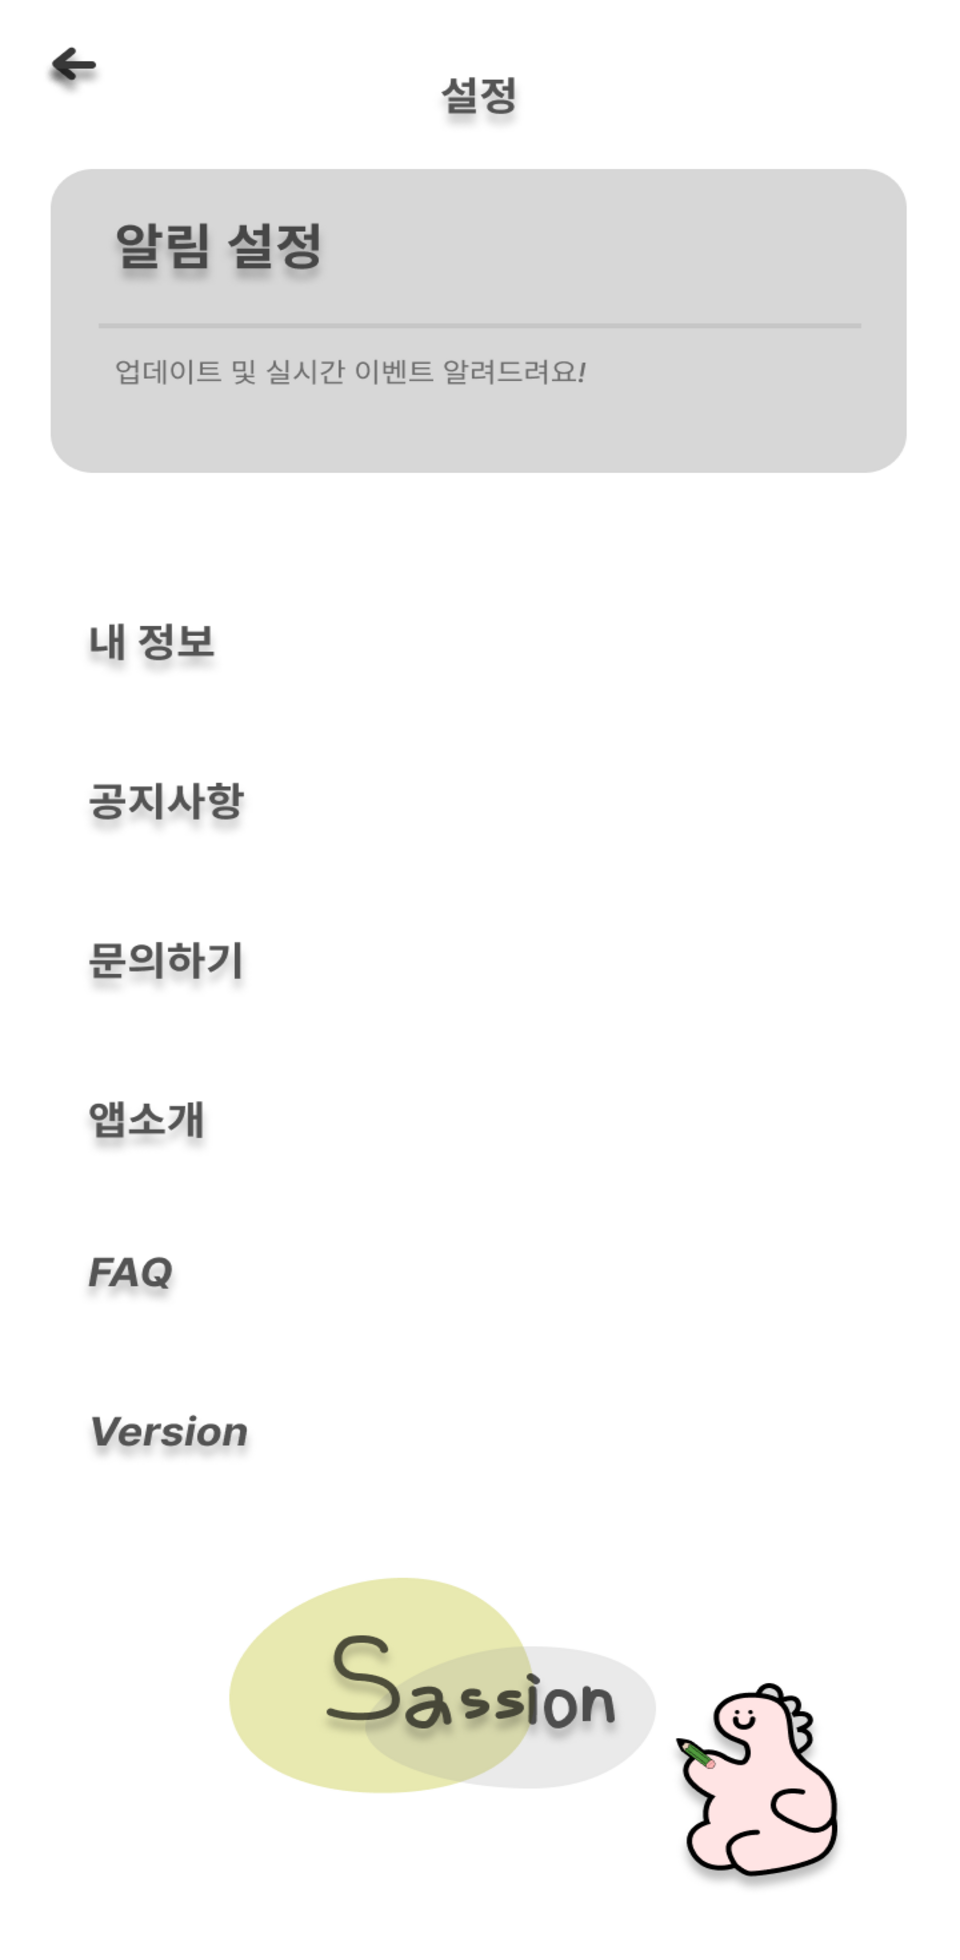 설정
알림 설정
업데이트 및 실시간 이벤트 알려드려요!
내 정보
공지사항
문의하기
앱소개
FAQ
Version
Sassion